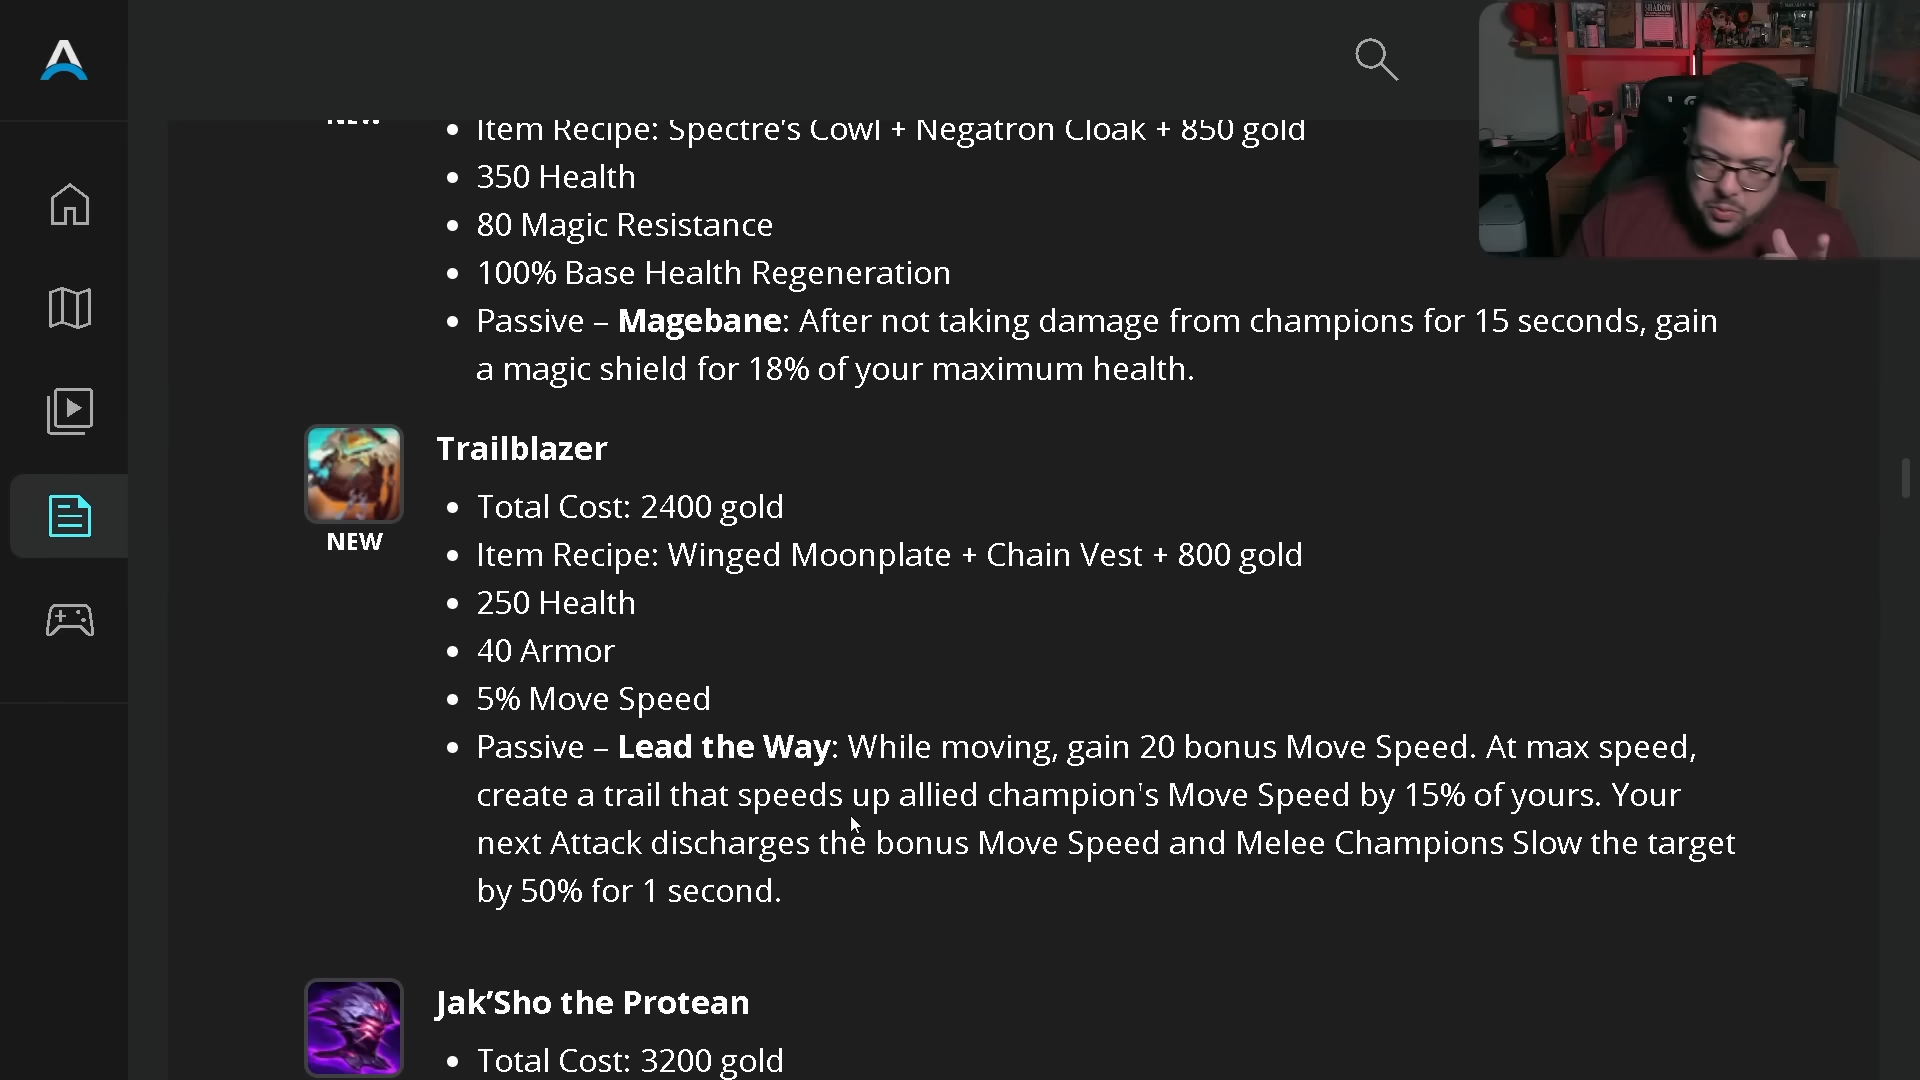 Item Recipe: Spectre's Cowl + Negatron Cloak + 850 gold
350 Health
80 Magic Resistance
100% Base Health Regeneration
Passive – Magebane: After not taking damage from champions for 15 seconds, gain
a magic shield for 18% of your maximum health.
Trailblazer
NEW
Total Cost: 2400 gold
Item Recipe: Winged Moonplate + Chain Vest + 800 gold
250 Health
40 Armor
5% Move Speed
Passive – Lead the Way: While moving, gain 20 bonus Move Speed. At max speed,
create a trail that speeds up allied champion's Move Speed by 15% of yours. Your
next Attack discharges the bonus Move Speed and Melee Champions Slow the target
by 50% for 1 second.
Jak’Sho the Protean
Total Cost: 3200 gold